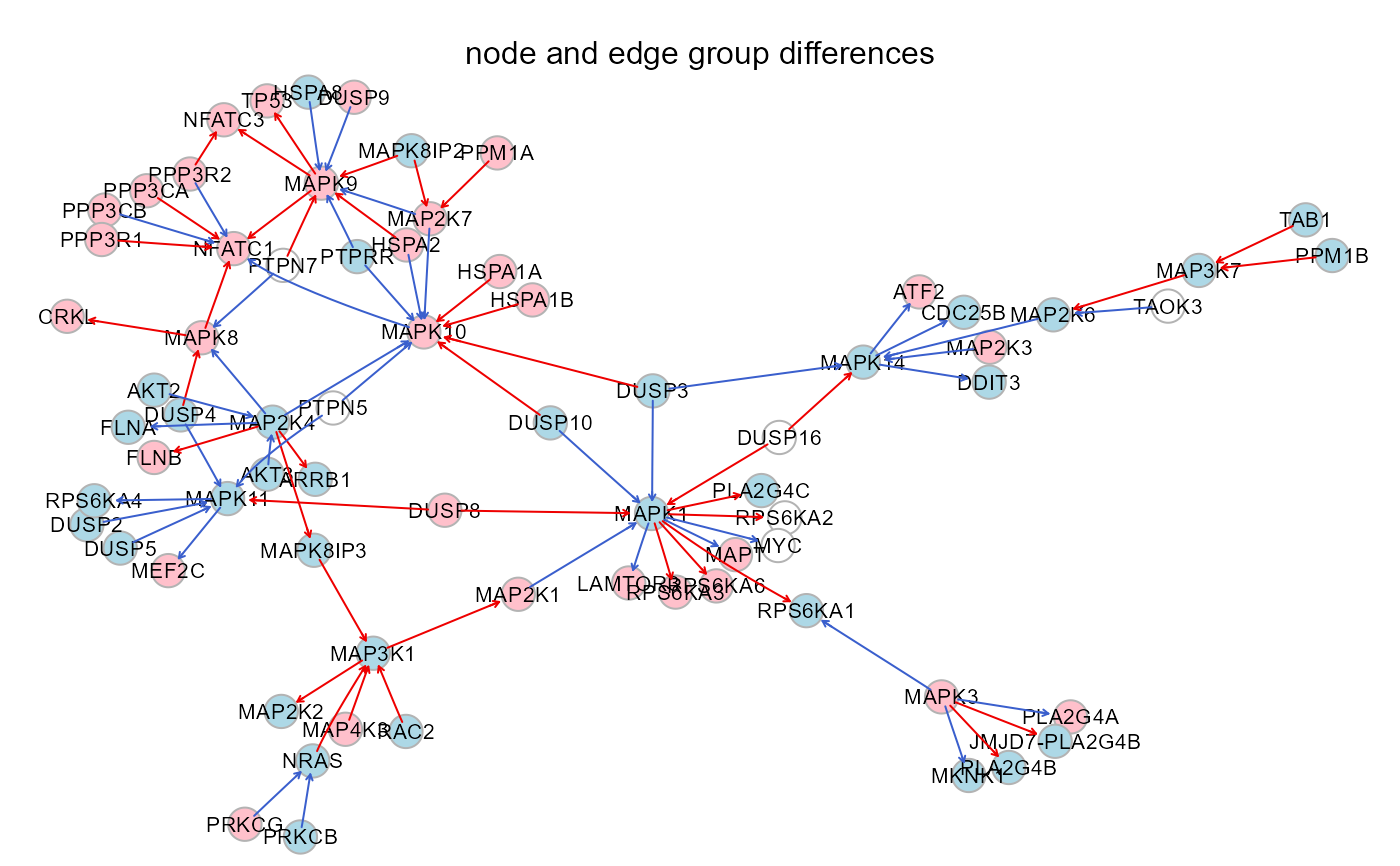 node and edge group differences
HSPA8
TP53
DUSP9
NFATC3
MAPK8IP2
PPM1A
PPP3R2
MAPK9
PPP3CA
PPP3CB
MAP2K7
TAB1
PPP3R1
NFATC1
HSPA2
PTPRR
PPM1B
PTPN7
HSPA1A
MAP3K7
ATF2
HSPA1B
TAOK3
CDC25B
MAP2K6
CRKL
MAPK8
MAPK10
MAP2K3
MAPK14
DDIT3
AKT2
DUSP3
PTPN5
DUSP4
MAP2K4
DUSP10
FLNA
DUSP16
FLNB
AKT3
ARRB1
PLA2G4C
RPS6KA4
MAPK11
DUSP8
MAPK1
RPS6KA2
DUSP2
MYC
DUSP5
MAPK8IP3
MAPT
MEF2C
LAMTOR3
RPS6KA6
RPS6KA3
MAP2K1
RPS6KA1
MAP3K1
MAPK3
MAP2K2
PLA2G4A
MAP4K3
RAC2
JMJD7-PLA2G4B
NRAS
PLA2G4B
MKNK1
PRKCG
PRKCB